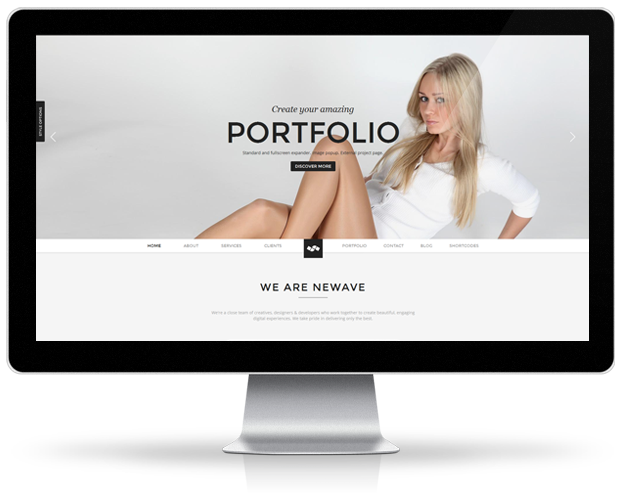 Create your amazing
PORTFOLIO
Standard and fullscreen expander, image popup, External project page
DISCOVER MORE
STYLE OPTIONS
HOME ABOUT SERVICES CLIENTS PORTFOLIO CONTACT BLOG SHORTCODES
WE ARE NEWAVE
We're a close team of creatives, designers & developers who work together to create beautiful, engaging
digital experiences. We take pride in delivering only the best.